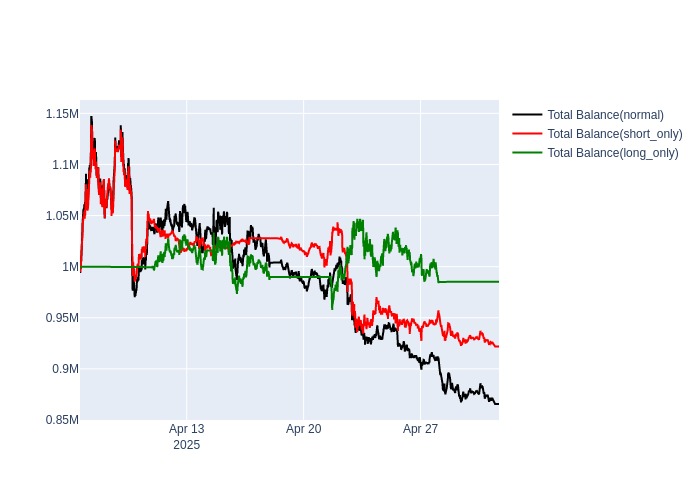 1.15M
1.1M
1.05M
1M
0.95M
0.9M
0.85M
Apr 13
2025
Apr 20
Apr 27
Total Balance(normal)
Total Balance(short_only)
Total Balance(long_only)